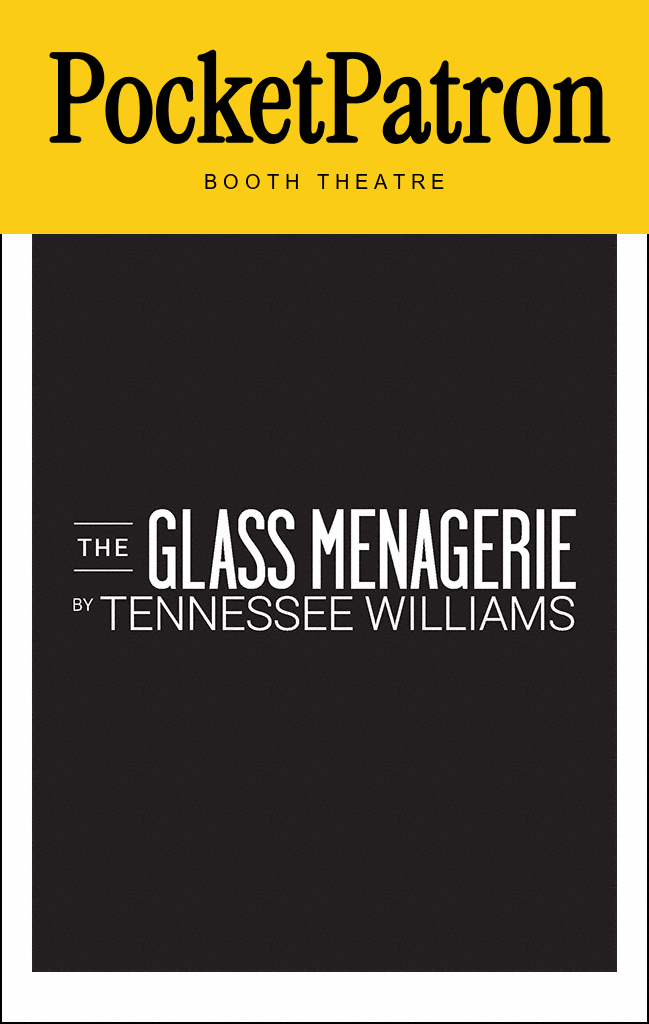 PocketPatron
BOOTH THEATRE
THE GLASS MENAGERIE
BY TENNESSEE WILLIAMS